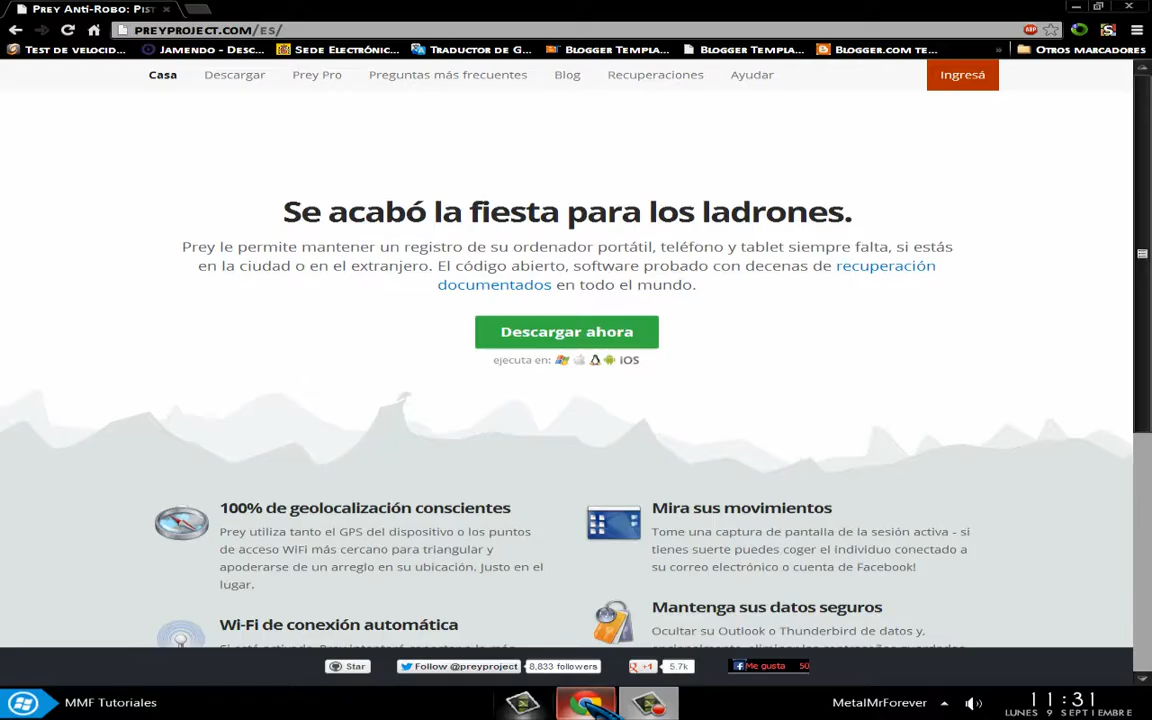 Prey Anti-Robo: Pist
preyproject.com/es/
Test de velocid...
Jamendo - Desc...
Sede Electrónic...
Traductor de G...
Blogger Templa...
Blogger Templa...
Blogger.com te...
»
Otros marcadores
Casa
Descargar
Prey Pro
Preguntas más frecuentes
Blog
Recuperaciones
Ayudar
Ingresá
Se acabó la fiesta para los ladrones.
Prey le permite mantener un registro de su ordenador portátil, teléfono y tablet siempre falta, si estás
en la ciudad o en el extranjero. El código abierto, software probado con decenas de recuperación
documentados en todo el mundo.
Descargar ahora
ejecuta en: iOS
100% de geolocalización conscientes
Prey utiliza tanto el GPS del dispositivo o los puntos
de acceso WiFi más cercano para triangular y
apoderarse de un arreglo en su ubicación. Justo en el
lugar.
Mira sus movimientos
Tome una captura de pantalla de la sesión activa - si
tienes suerte puedes coger el individuo conectado a
su correo electrónico o cuenta de Facebook!
Wi-Fi de conexión automática
Mantenga sus datos seguros
Ocultar su Outlook o Thunderbird de datos y,
Star
Follow @preyproject
8,833 followers
+1
5.7k
Me gusta
50
MMF Tutoriales
MetalMrForever
11:31
Lunes 9 Septiembre